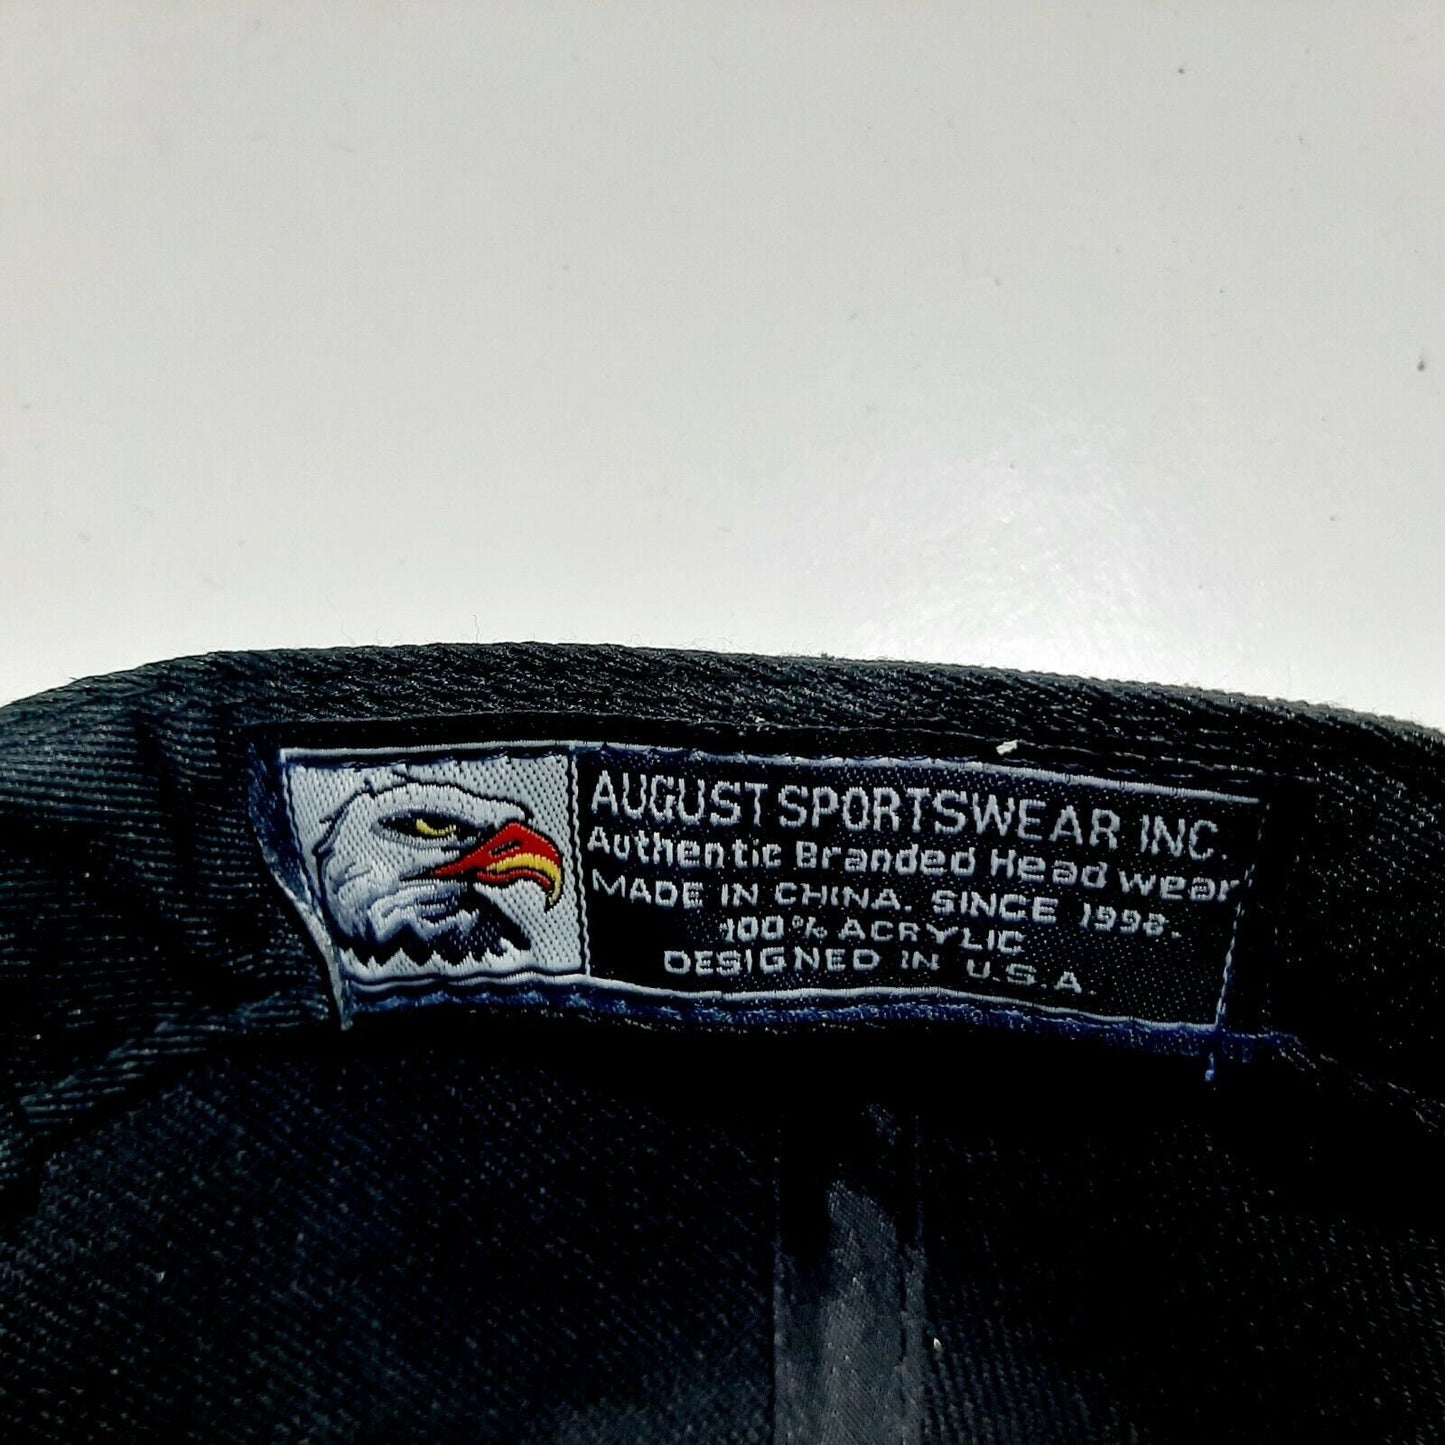 AUGUST SPORTSWEAR INC.
Authentic Branded Head wear
MADE IN CHINA. SINCE 1998.
100% ACRYLIC
DESIGNED IN U.S.A.